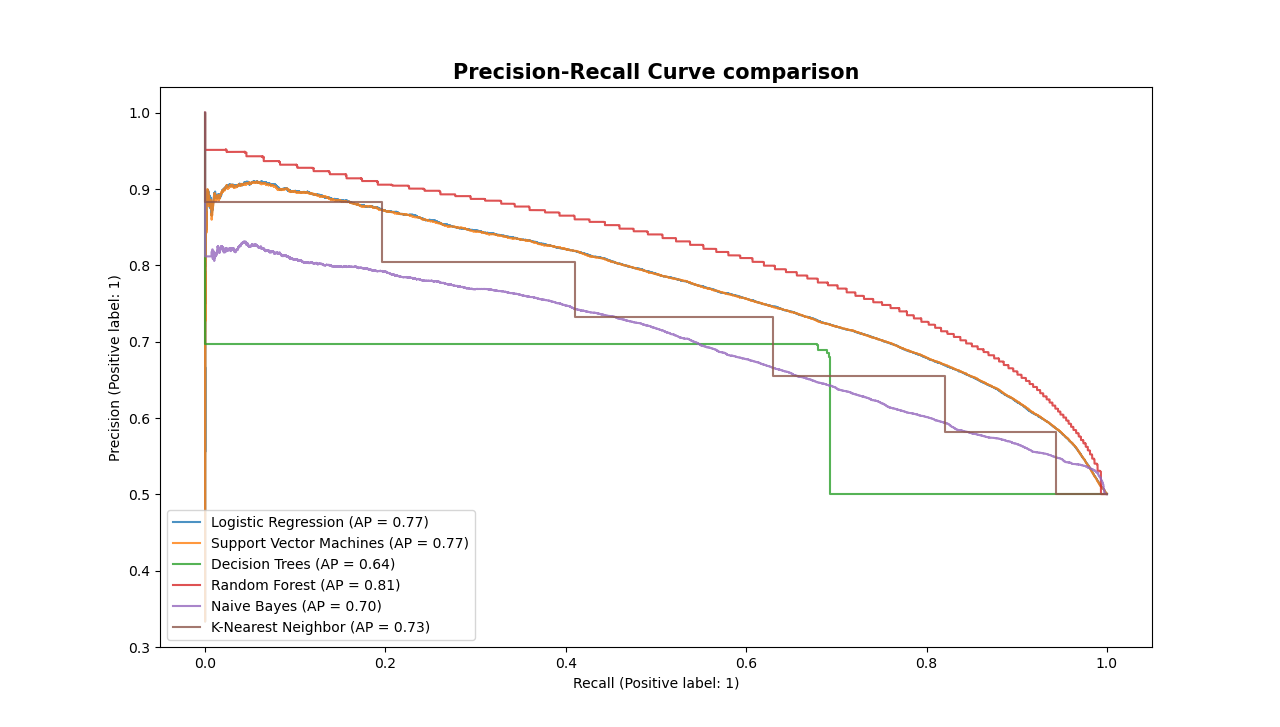 Precision-Recall Curve comparison
1.0
0.9
0.8
0.7
0.6
0.5
0.4
0.3
Precision (Positive label: 1)
Logistic Regression (AP = 0.77)
Support Vector Machines (AP = 0.77)
Decision Trees (AP = 0.64)
Random Forest (AP = 0.81)
Naive Bayes (AP = 0.70)
K-Nearest Neighbor (AP = 0.73)
0.0 0.2 0.4 0.6 0.8 1.0
Recall (Positive label: 1)